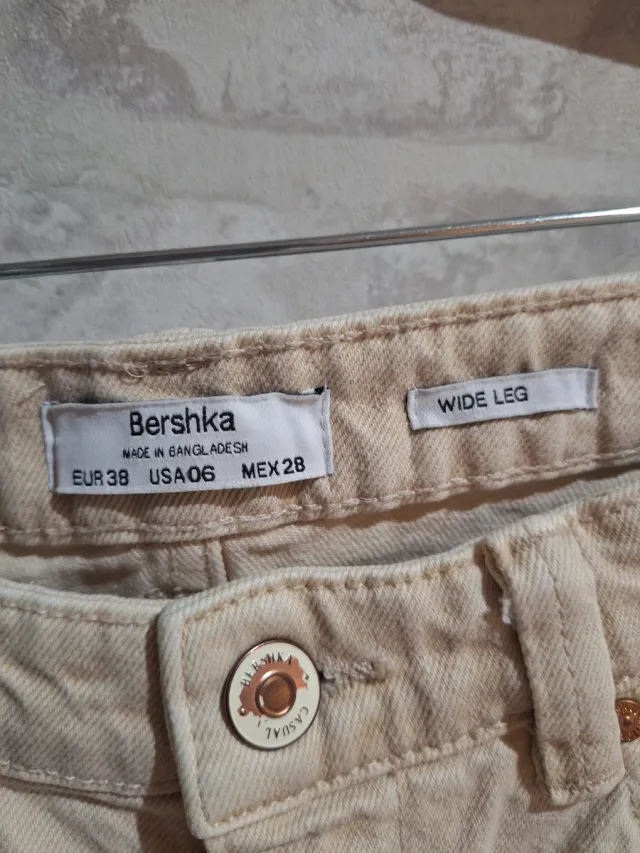 Bershka
MADE IN BANGLADESH
EUR 38 USA 06 MEX 28
WIDE LEG
BERSHKA
CASUAL